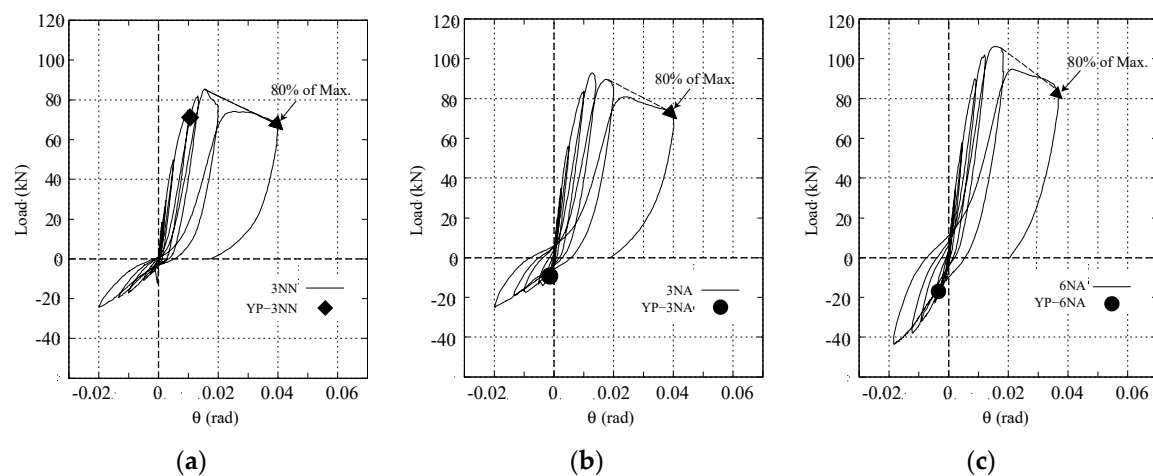 120
100
80
60
40
20
0
-20
-40
Load (kN)
80% of Max.
3NN
YP-3NN
-0.02 0 0.02 0.04 0.06
θ (rad)
(a)
120
100
80
60
40
20
0
-20
-40
Load (kN)
80% of Max.
3NA
YP-3NA
-0.02 0 0.02 0.04 0.06
θ (rad)
(b)
120
100
80
60
40
20
0
-20
-40
Load (kN)
80% of Max.
6NA
YP-6NA
-0.02 0 0.02 0.04 0.06
θ (rad)
(c)